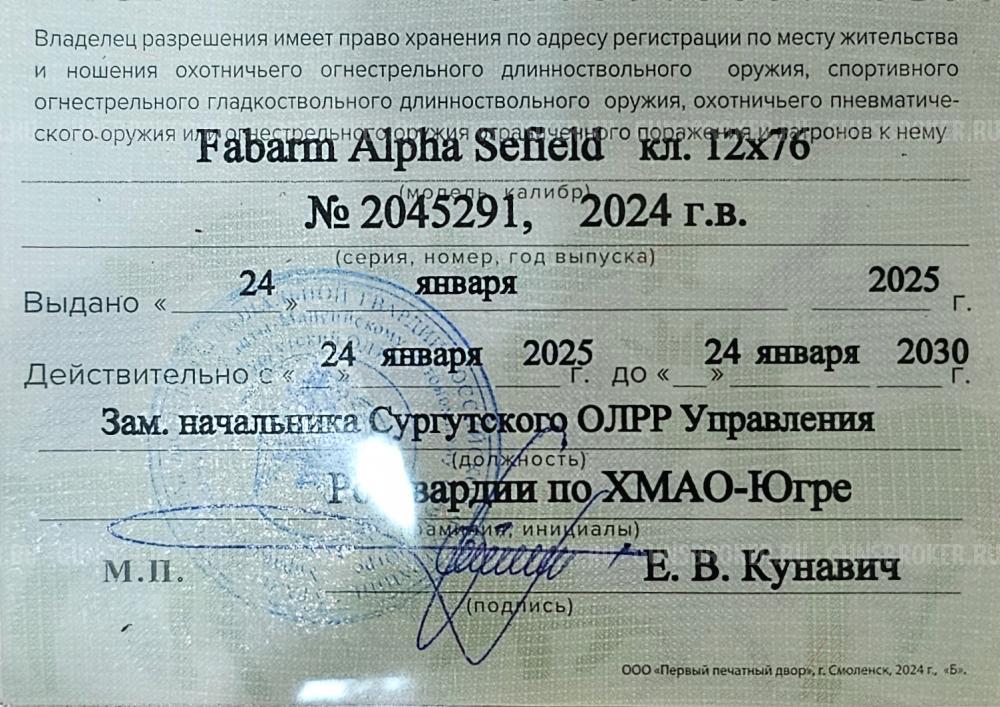 Владелец разрешения имеет право хранения по адресу регистрации по месту жительства
и ношения охотничьего огнестрельного длинноствольного оружия, спортивного
огнестрельного гладкоствольного длинноствольного оружия, охотничьего пневматиче-
ского оружия или огнестрельного оружия ограниченного поражения и патронов к нему
Fabarm Alpha Sefield кл. 12x76
(модель, калибр)
№ 2045291, 2024 г.в.
(серия, номер, год выпуска)
Выдано « 24 » января 2025 г.
Действительно с « 24 » января 2025 г. до « 24 » января 2030 г.
Зам. начальника Сургутского ОЛРР Управления
(должность)
вардии по ХМАО-Югре
инициалы)
М.П. Е. В. Кунавич
(подпись)
ООО «Первый печатный двор», г. Смоленск, 2024 г., «Б».